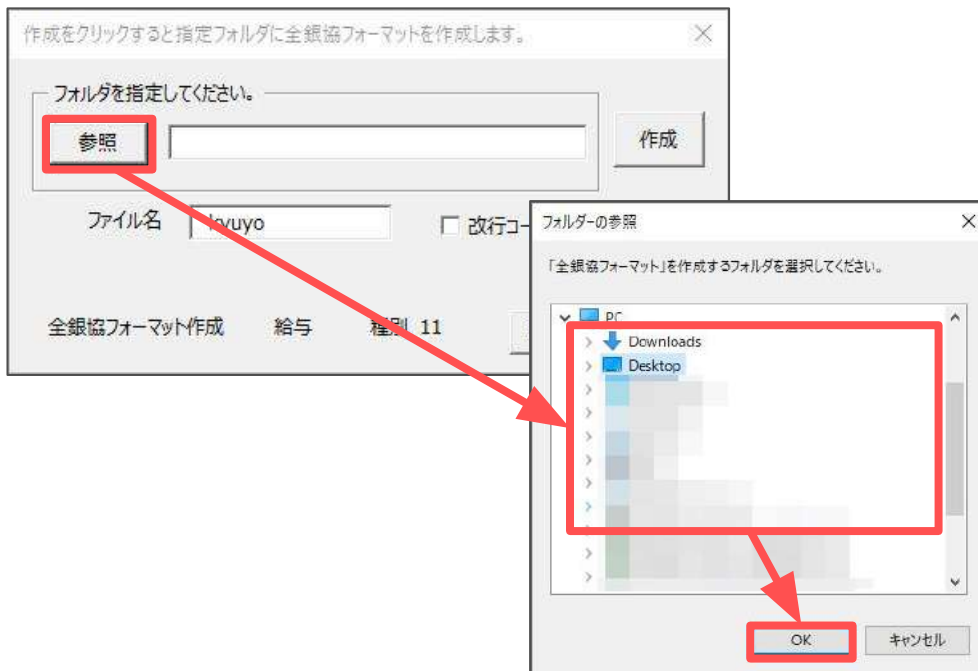 作成をクリックすると指定フォルダに全銀協フォーマットを作成します。
フォルダを指定してください。
参照
作成
ファイル名
kyuyo
改行コー
全銀協フォーマット作成 給与 種別 11
フォルダーの参照
「全銀協フォーマット」を作成するフォルダを選択してください。
PC
Downloads
Desktop
OK
キャンセル